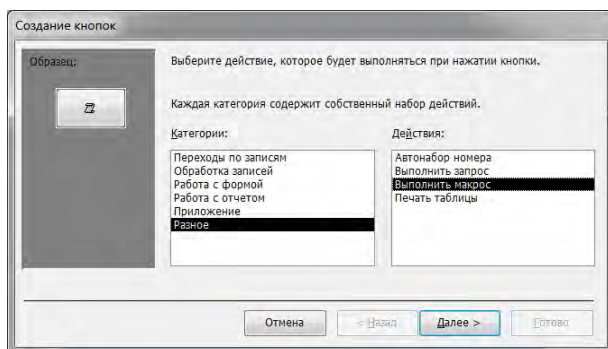 Создание кнопок
Образец:
Выберите действие, которое будет выполняться при нажатии кнопки.
Каждая категория содержит собственный набор действий.
Категории:
Действия:
Переходы по записям
Обработка записей
Работа с формой
Работа с отчетом
Приложение
Разное
Автонабор номера
Выполнить запрос
Выполнить макрос
Печать таблицы
Отмена
< Назад
Далее >
Готово